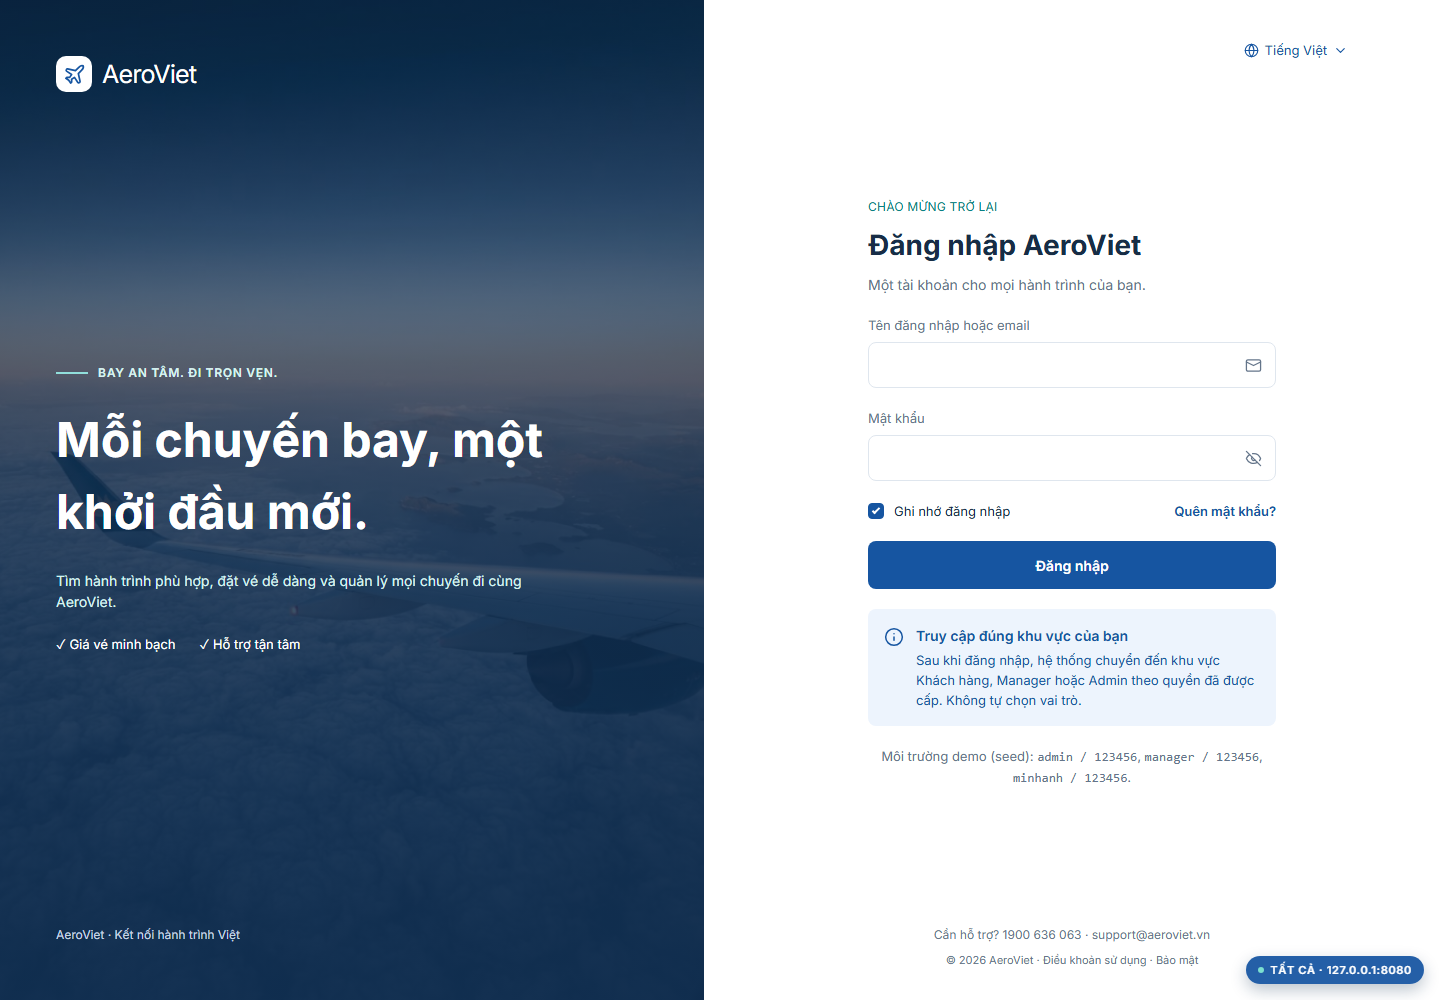 AeroViet
BAY AN TÂM. ĐI TRỌN VẸN.
Mỗi chuyến bay, một
khởi đầu mới.
Tìm hành trình phù hợp, đặt vé dễ dàng và quản lý mọi chuyến đi cùng
AeroViet.
✓ Giá vé minh bạch ✓ Hỗ trợ tận tâm
AeroViet · Kết nối hành trình Việt
Tiếng Việt
CHÀO MỪNG TRỞ LẠI
Đăng nhập AeroViet
Một tài khoản cho mọi hành trình của bạn.
Tên đăng nhập hoặc email
Mật khẩu
Ghi nhớ đăng nhập Quên mật khẩu?
Đăng nhập
Truy cập đúng khu vực của bạn
Sau khi đăng nhập, hệ thống chuyển đến khu vực
Khách hàng, Manager hoặc Admin theo quyền đã được
cấp. Không tự chọn vai trò.
Môi trường demo (seed): admin / 123456, manager / 123456,
minhanh / 123456.
Cần hỗ trợ? 1900 636 063 · support@aeroviet.vn
© 2026 AeroViet · Điều khoản sử dụng · Bảo mật
TẤT CẢ · 127.0.0.1:8080